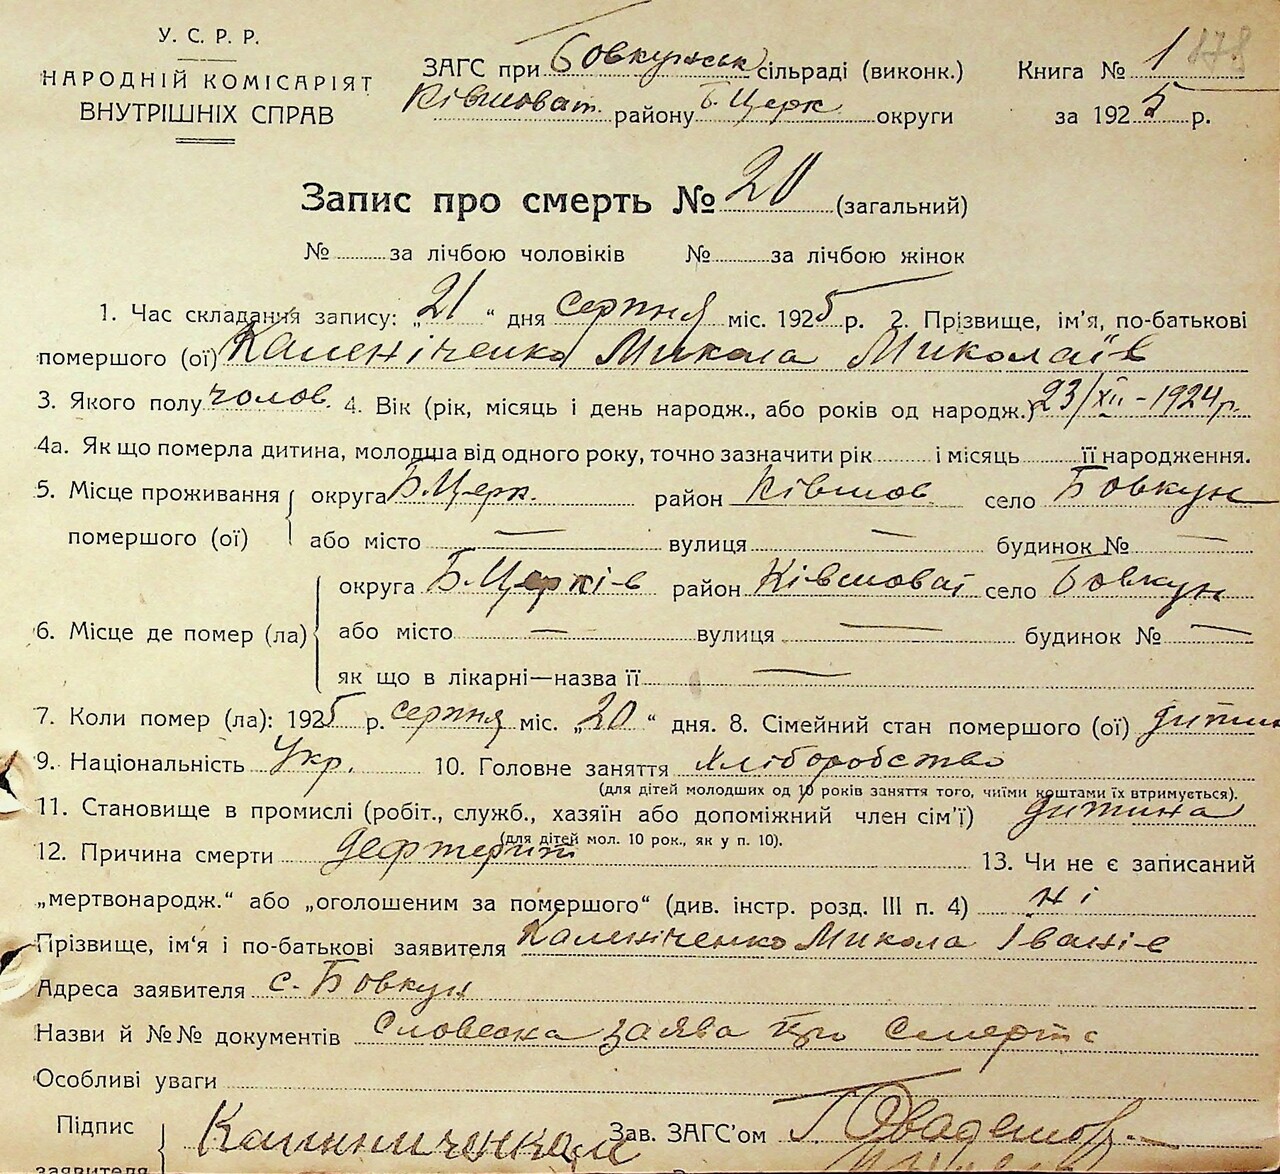 У. С. Р. Р.
НАРОДНІЙ КОМІСАРІЯТ
ВНУТРІШНІХ СПРАВ
178
ЗАГС при Бовкунськ сільраді (виконк.) Книга № 1
Ківшоват. району Б. Церк округи за 1925 р.
Запис про смерть № 20 (загальний)
№ за лічбою чоловіків № за лічбою жінок
1. Час складання запису: „21“ дня серпня міс. 1925 р. 2. Прізвище, ім'я, по-батькові
помершого (ої) Каленіченко Микола Миколаїв
3. Якого полу чолов. 4. Вік (рік, місяць і день народж., або років од народж.) 23/XII-1924 р.
4а. Як що померла дитина, молодша від одного року, точно зазначити рік і місяць її народження.
5. Місце проживання помершого (ої) округа Б.Церк. район Ківшов. село Бовкун
або місто — вулиця — будинок № —
6. Місце де помер (ла) округа Б.Церків район Ківшоват село Бовкун
або місто — вулиця — будинок № —
як що в лікарні—назва її —
7. Коли помер (ла): 1925 р. серпня міс. „20“ дня. 8. Сімейний стан помершого (ої) дитин
9. Національність Укр. 10. Головне заняття Хліборобство
(для дітей молодших од 10 років заняття того, чиїми коштами їх втримується).
11. Становище в промислі (робіт., служб., хазяїн або допоміжний член сім'ї) дитина
(для дітей мол. 10 рок., як у п. 10).
12. Причина смерти Дефтерит 13. Чи не є записаний
„мертвонародж.“ або „оголошеним за помершого“ (див. інстр. розд. III п. 4) ні
Прізвище, ім'я і по-батькові заявителя Каленіченко Микола Іванів
Адреса заявителя с. Бовкун
Назви й №№ документів Словесна заява про смерть
Особливі уваги
Підпис
заявителя
Зав. ЗАГС'ом